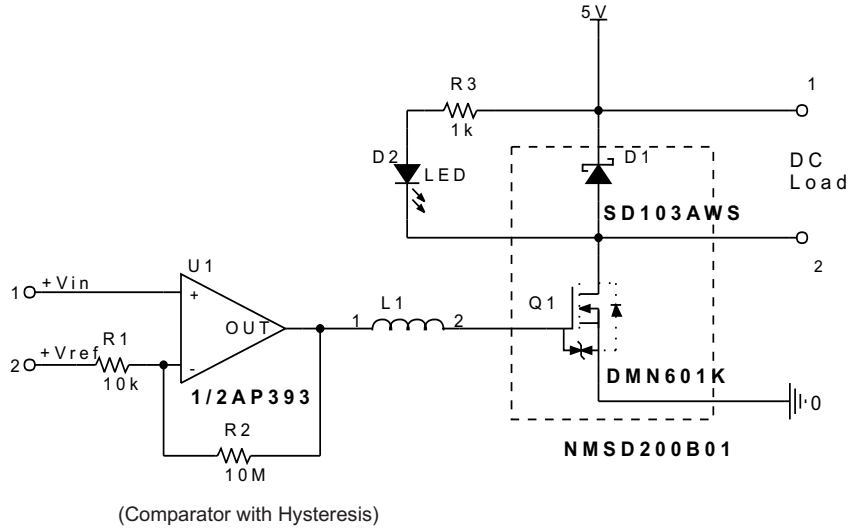 5V
R3
1k
1
D2
LED
D1
DC
Load
SD103AWS
2
U1
1
+Vin
+
OUT
L1
1
2
Q1
2
+Vref
R1
10k
-
1/2AP393
DMN601K
0
R2
10M
NMSD200B01
(Comparator with Hysteresis)